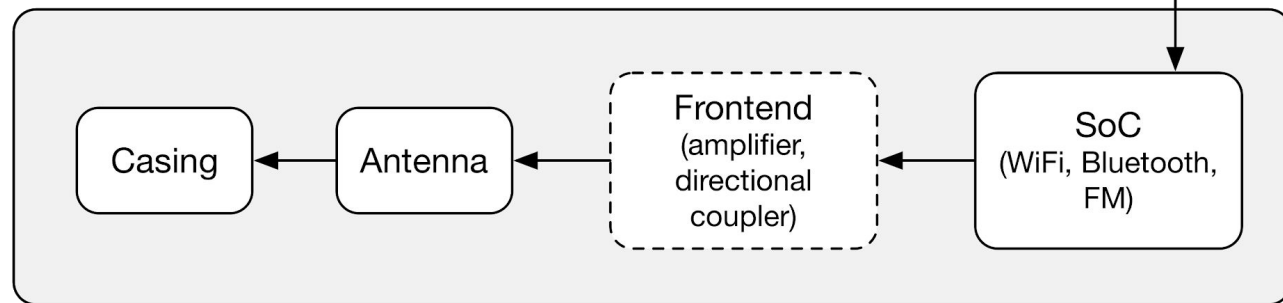 Casing
Antenna
Frontend
(amplifier,
directional
coupler)
SoC
(WiFi, Bluetooth,
FM)